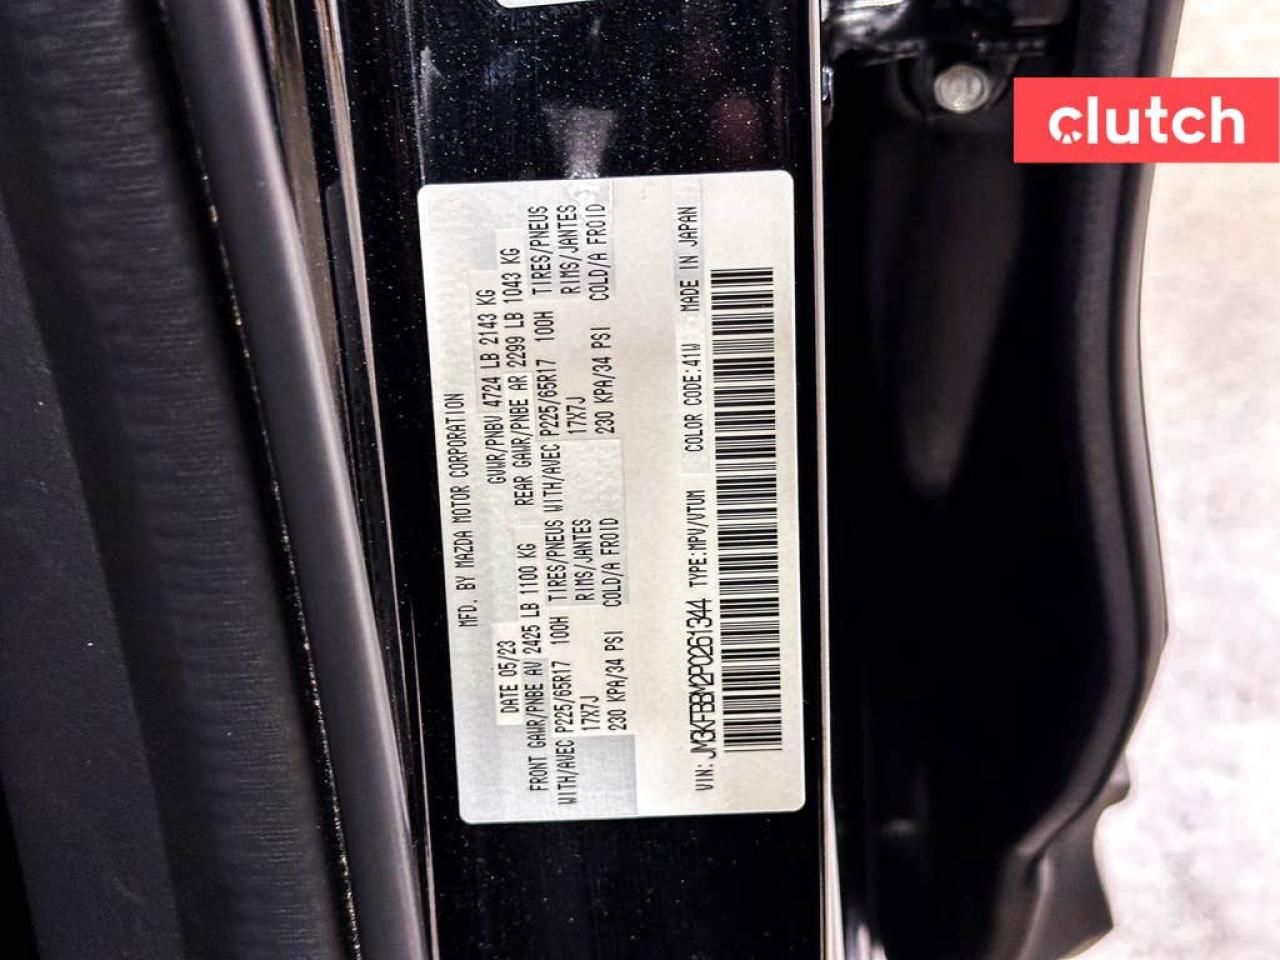 clutch
MFD. BY MAZDA MOTOR CORPORATION
DATE 05/23 GVWR/PNBV 4724 LB 2143 KG
FRONT GAWR/PNBE AV 2425 LB 1100 KG REAR GAWR/PNBE AR 2299 LB 1043 KG
WITH/AVEC P225/65R17 100H TIRES/PNEUS WITH/AVEC P225/65R17 100H TIRES/PNEUS
17X7J RIMS/JANTES 17X7J RIMS/JANTES
230 KPA/34 PSI COLD/A FROID 230 KPA/34 PSI COLD/A FROID
VIN: JM3KFBBM2P0261344 TYPE:MPV/VTUM COLOR CODE:41W MADE IN JAPAN